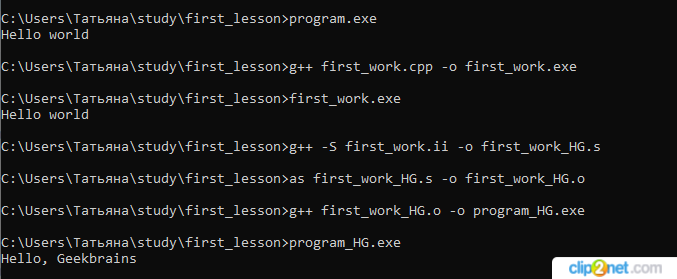 C:\Users\Татьяна\study\first_lesson>program.exe
Hello world
C:\Users\Татьяна\study\first_lesson>g++ first_work.cpp -o first_work.exe
C:\Users\Татьяна\study\first_lesson>first_work.exe
Hello world
C:\Users\Татьяна\study\first_lesson>g++ -S first_work.ii -o first_work_HG.s
C:\Users\Татьяна\study\first_lesson>as first_work_HG.s -o first_work_HG.o
C:\Users\Татьяна\study\first_lesson>g++ first_work_HG.o -o program_HG.exe
C:\Users\Татьяна\study\first_lesson>program_HG.exe
Hello, Geekbrains
clip2net.com